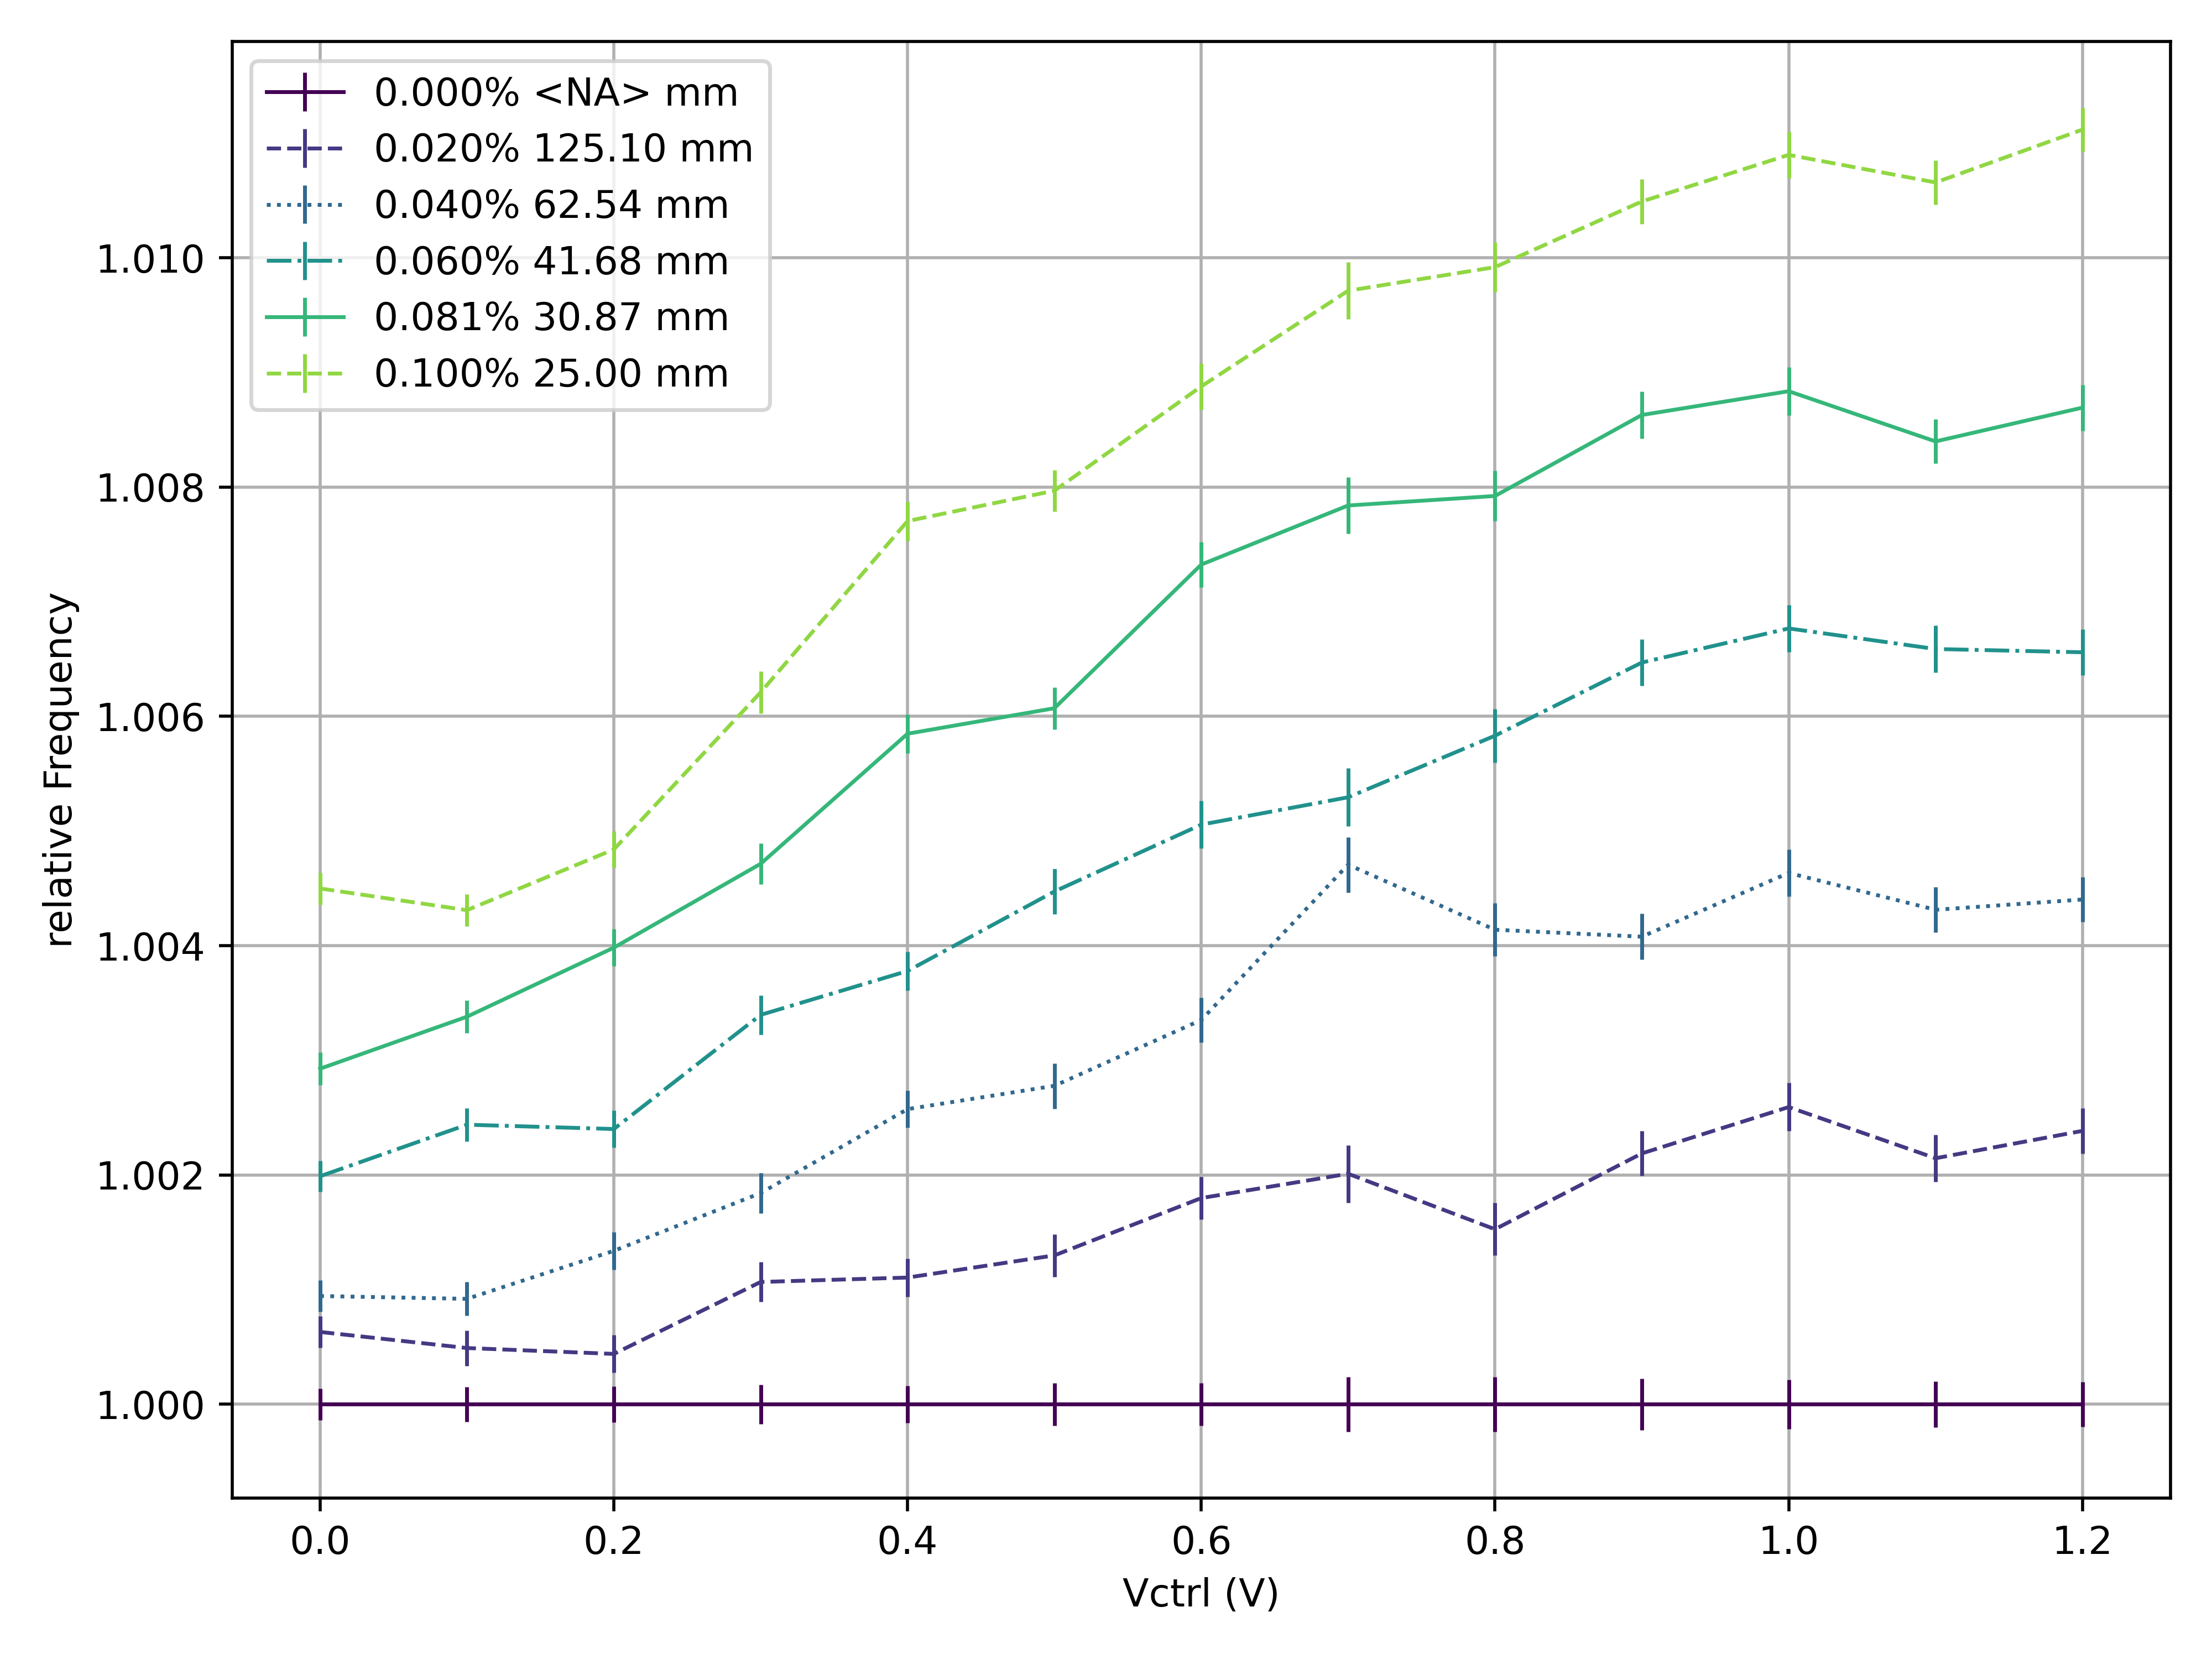 0.000% <NA> mm
0.020% 125.10 mm
0.040% 62.54 mm
0.060% 41.68 mm
0.081% 30.87 mm
0.100% 25.00 mm
1.010
1.008
1.006
1.004
1.002
1.000
relative Frequency
0.0 0.2 0.4 0.6 0.8 1.0 1.2
Vctrl (V)